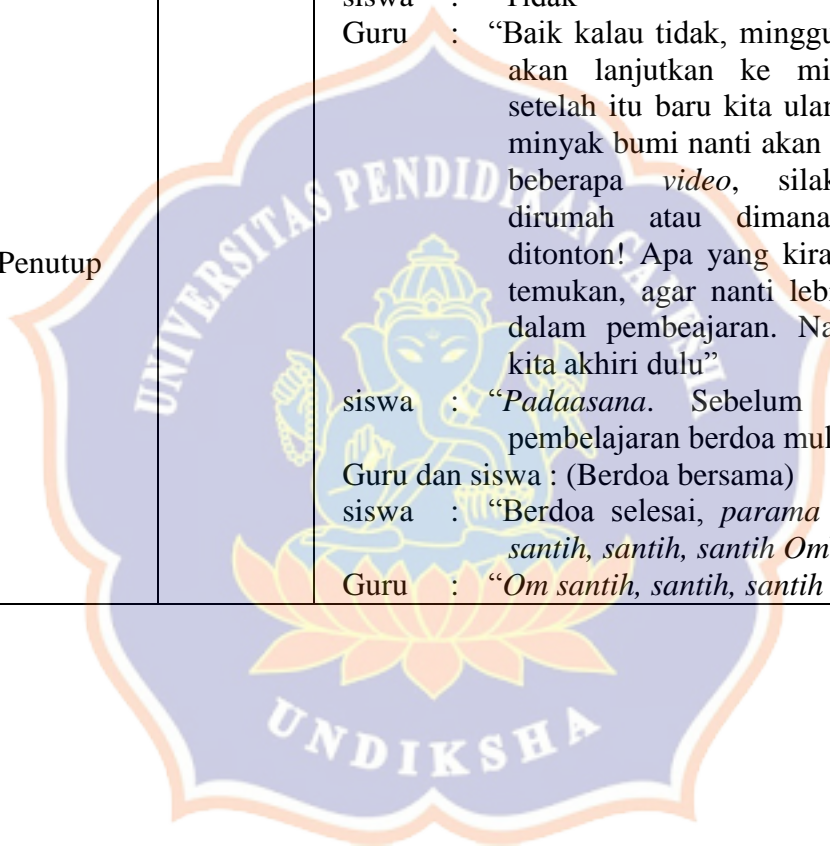 siswa : Tidak
Guru : “Baik kalau tidak, minggu
akan lanjutkan ke mi
setelah itu baru kita ular
minyak bumi nanti akan
beberapa video, silak
dirumah atau dimana
ditonton! Apa yang kira
temukan, agar nanti lebi
dalam pembeajaran. Na
kita akhiri dulu”
Penutup
siswa : “Padaasana. Sebelum
pembelajaran berdoa mul
Guru dan siswa : (Berdoa bersama)
siswa : “Berdoa selesai, parama
santih, santih, santih Om
Guru : “Om santih, santih, santih
UNIVERSITAS PENDIDIKAN GANESHA
UNDIKSHA